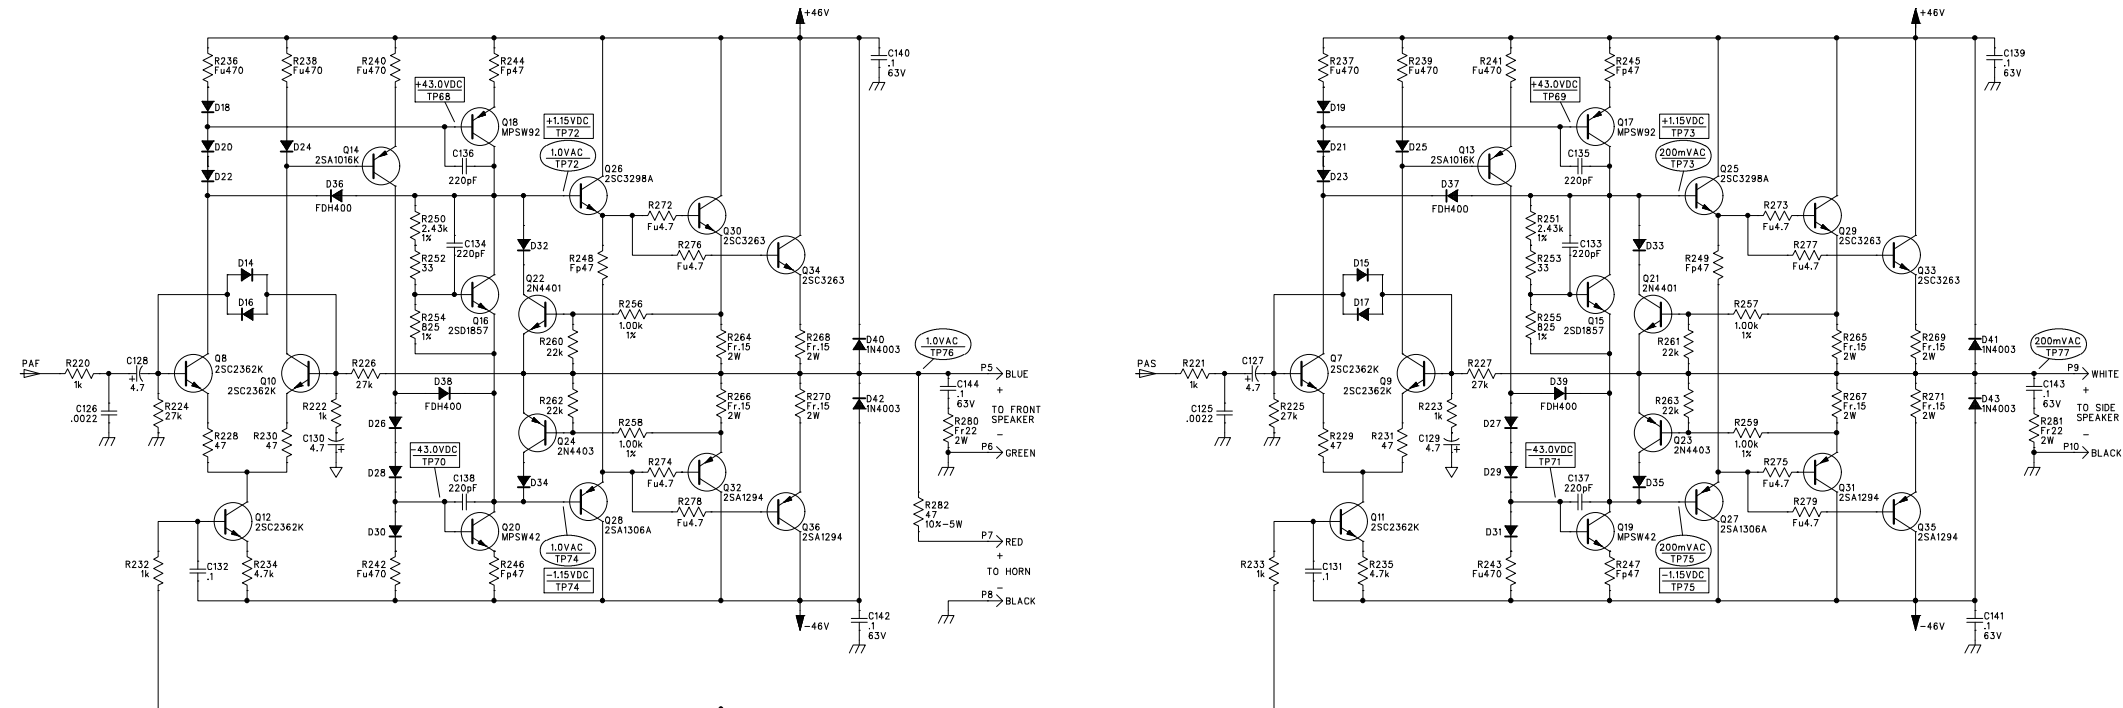 +46V
R236
Fu470
R238
Fu470
R240
Fu470
R244
Fp47
C140
.1
63V
+43.0VDC
TP68
D18
Q18
MPSW92
+1.15VDC
TP72
1.0VAC
TP72
D20
D24
Q14
2SA1016K
C136
220pF
D22
D36
FDH400
Q26
2SC3298A
R250
2.43k
1%
C134
220pF
R272
Fu4.7
Q30
2SC3263
D32
R276
Fu4.7
R252
33
R248
Fp47
Q34
2SC3263
D14
D16
Q22
2N4401
Q16
2SD1857
R254
825
1%
R256
1.00k
1%
R260
22k
R264
Fr.15
2W
R268
Fr.15
2W
D40
1N4003
1.0VAC
TP76
PAF
R220
1k
C128
+
4.7
Q8
2SC2362K
Q10
2SC2362K
R226
27k
P5
BLUE
+
TO FRONT
SPEAKER
-
P6
GREEN
C126
.0022
R224
27k
R222
1k
D38
FDH400
R262
22k
R266
Fr.15
2W
R270
Fr.15
2W
D42
1N4003
C144
.1
63V
R280
Fr22
2W
R228
47
R230
47
C130
4.7
+
D26
Q24
2N4403
R258
1.00k
1%
-43.0VDC
TP70
D28
C138
220pF
D34
R274
Fu4.7
Q32
2SA1294
R278
Fu4.7
Q12
2SC2362K
D30
Q20
MPSW42
Q28
2SA1306A
Q36
2SA1294
R282
47
10%-5W
P7
RED
+
TO HORN
-
P8
BLACK
1.0VAC
TP74
-1.15VDC
TP74
R232
1k
C132
.1
R234
4.7k
R242
Fu470
R246
Fp47
-46V
C142
.1
63V
+46V
R237
Fu470
R239
Fu470
R241
Fu470
R245
Fp47
C139
.1
63V
+43.0VDC
TP69
D19
Q17
MPSW92
+1.15VDC
TP73
200mVAC
TP73
D21
D25
Q13
2SA1016K
C135
220pF
D23
D37
FDH400
Q25
2SC3298A
R251
2.43k
1%
C133
220pF
R273
Fu4.7
Q29
2SC3263
D33
R277
Fu4.7
R253
33
R249
Fp47
Q33
2SC3263
D15
D17
Q21
2N4401
Q15
2SD1857
R255
825
1%
R257
1.00k
1%
R261
22k
R265
Fr.15
2W
R269
Fr.15
2W
D41
1N4003
200mVAC
TP77
PAS
R221
1k
C127
+
4.7
Q7
2SC2362K
Q9
2SC2362K
R227
27k
P9
WHITE
+
TO SIDE
SPEAKER
-
P10
BLACK
C125
.0022
R225
27k
R223
1k
D39
FDH400
R263
22k
R267
Fr.15
2W
R271
Fr.15
2W
D43
1N4003
C143
.1
63V
R281
Fr22
2W
R229
47
R231
47
C129
4.7
+
D27
Q23
2N4403
R259
1.00k
1%
-43.0VDC
TP71
D29
C137
220pF
D35
R275
Fu4.7
Q31
2SA1294
R279
Fu4.7
Q11
2SC2362K
D31
Q19
MPSW42
Q27
2SA1306A
Q35
2SA1294
200mVAC
TP75
-1.15VDC
TP75
R233
1k
C131
.1
R235
4.7k
R243
Fu470
R247
Fp47
-46V
C141
.1
63V